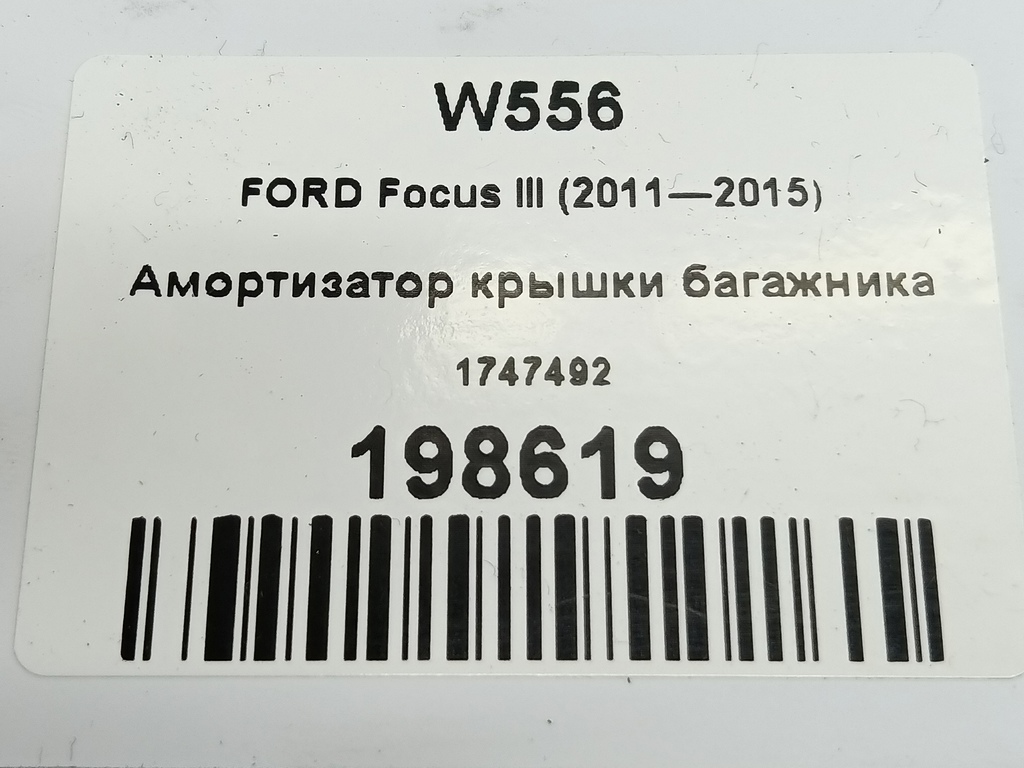 W556
FORD Focus III (2011—2015)
Амортизатор крышки багажника
1747492
198619